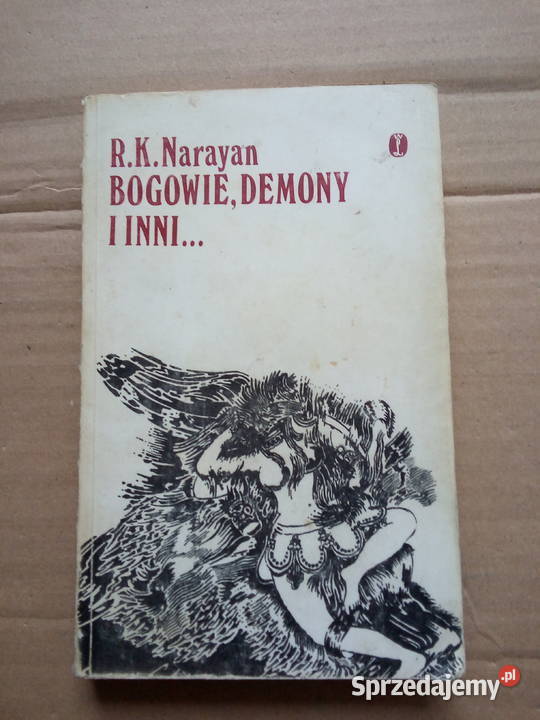 R.K.Narayan
BOGOWIE, DEMONY
I INNI...
Sprzedajemy.pl